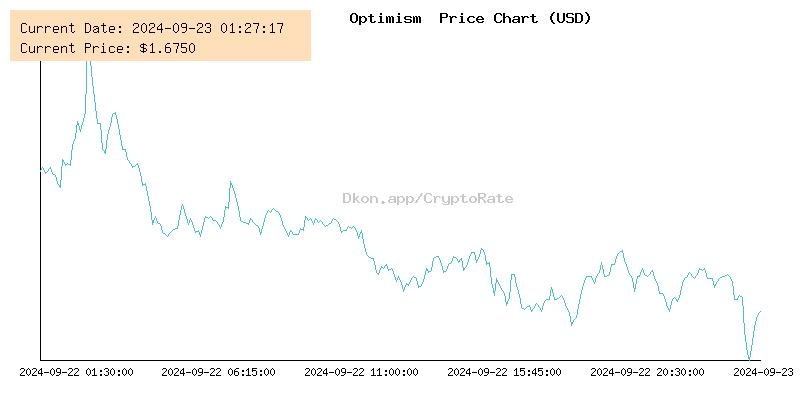 Optimism  Price Chart (USD)
Current Date: 2024-09-23 01:27:17
Current Price: $1.6750
Dkon.app/CryptoRate
2024-09-22 01:30:00 2024-09-22 06:15:00 2024-09-22 11:00:00 2024-09-22 15:45:00 2024-09-22 20:30:00 2024-09-23